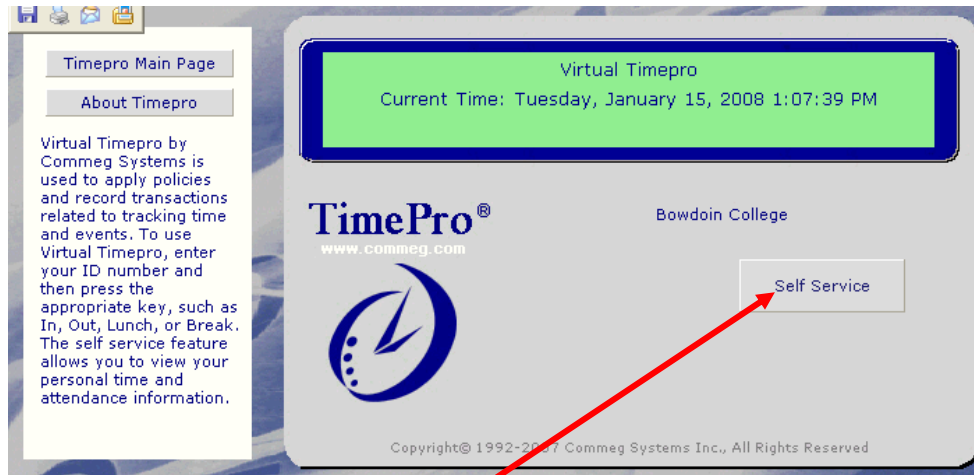 Timepro Main Page
About Timepro
Virtual Timepro by
Commeg Systems is
used to apply policies
and record transactions
related to tracking time
and events. To use
Virtual Timepro, enter
your ID number and
then press the
appropriate key, such as
In, Out, Lunch, or Break.
The self service feature
allows you to view your
personal time and
attendance information.
Virtual Timepro
Current Time: Tuesday, January 15, 2008 1:07:39 PM
TimePro®
www.commeg.com
Bowdoin College
Self Service
Copyright© 1992-2007 Commeg Systems Inc., All Rights Reserved